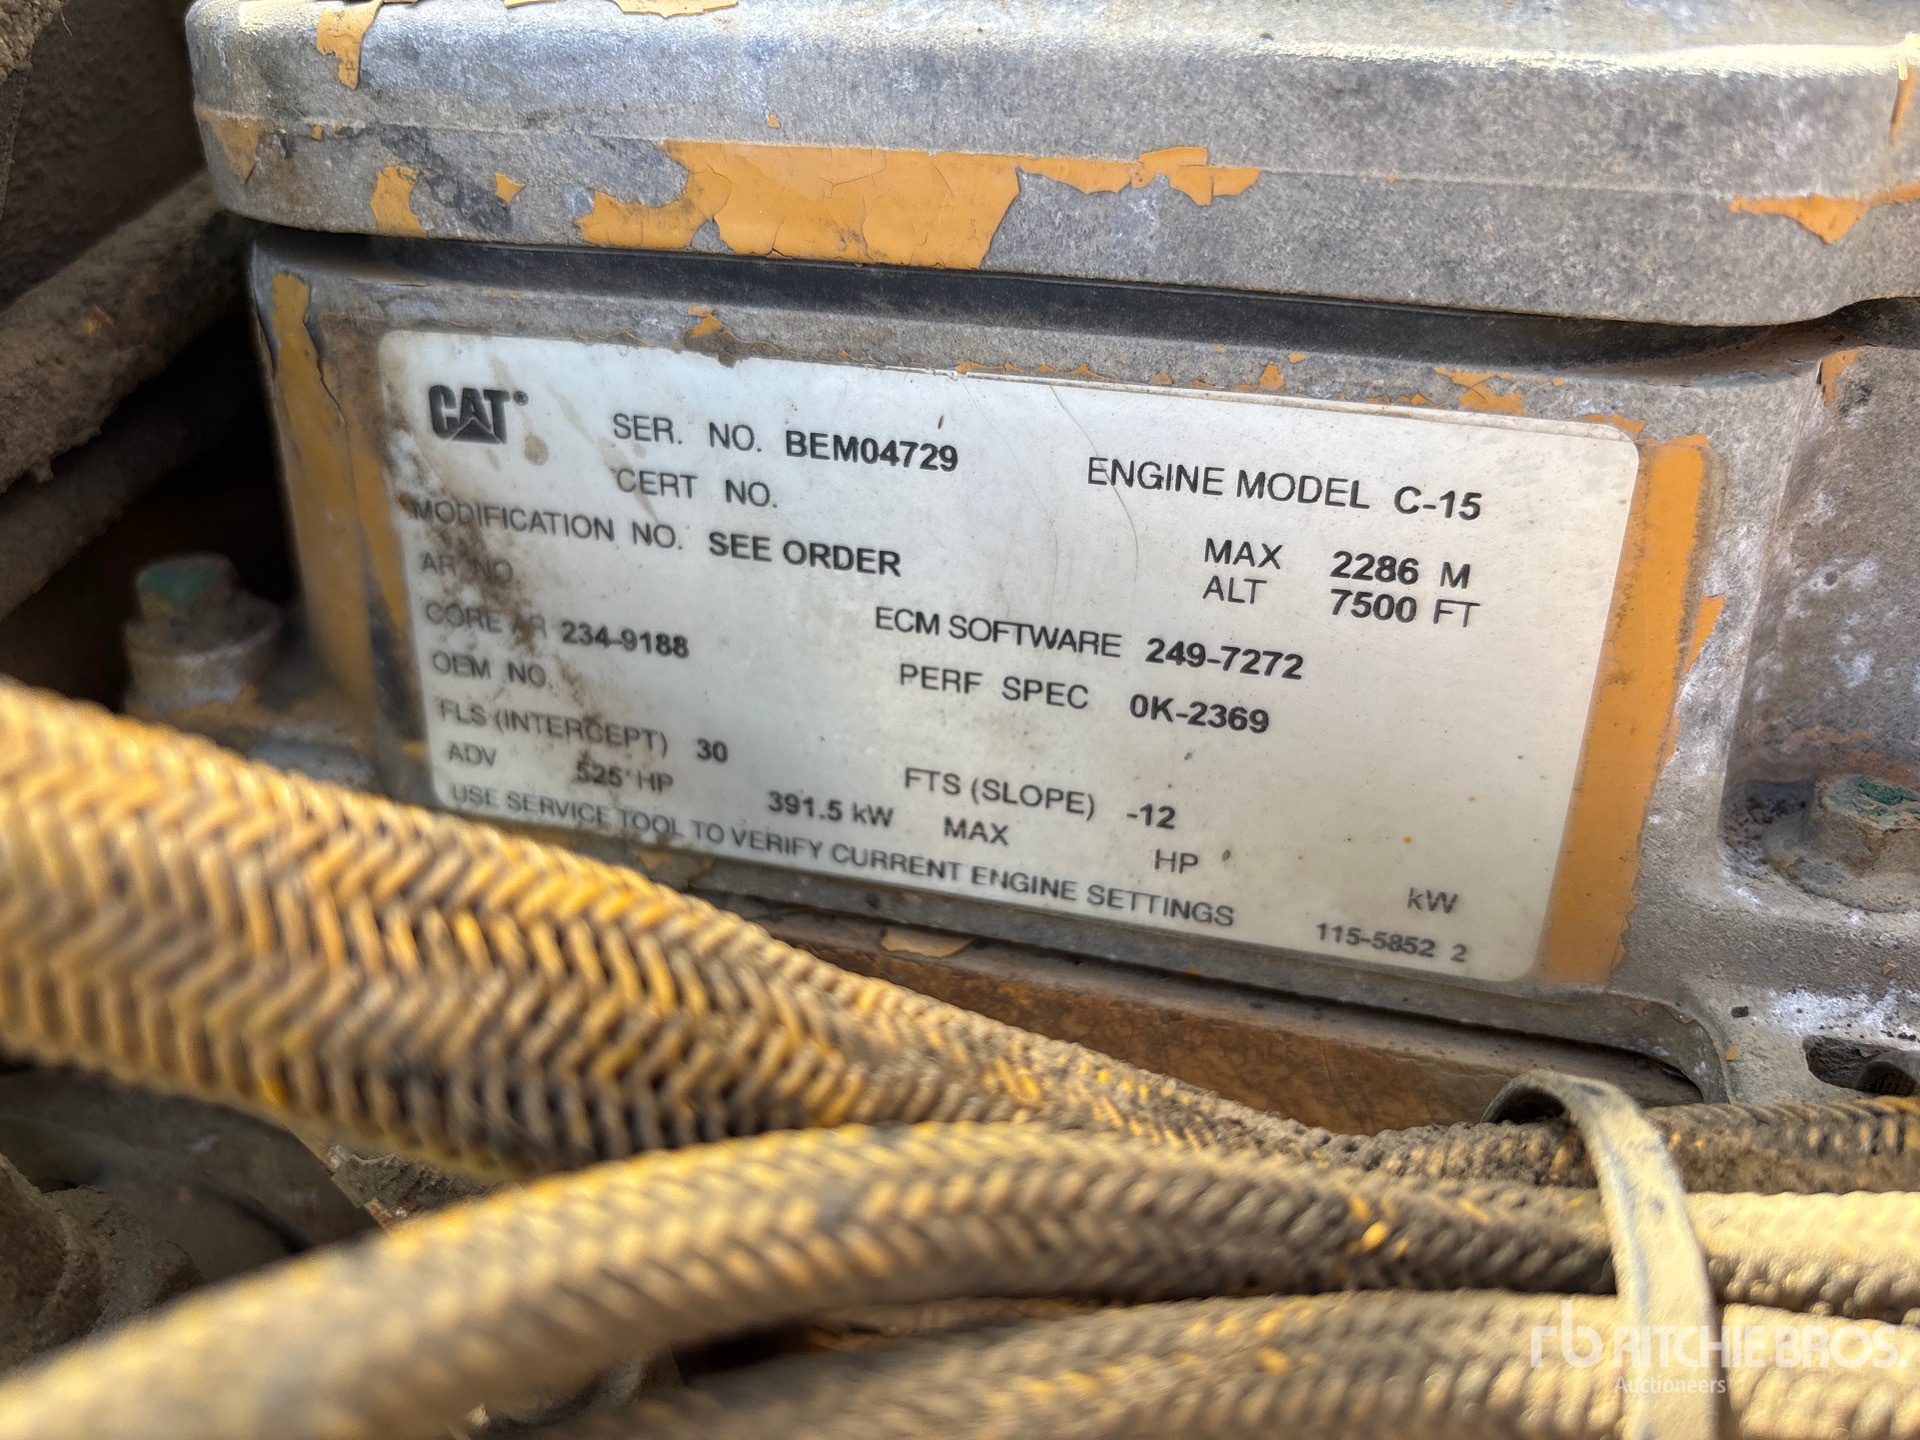 CAT®
SER. NO. BEM04729
ENGINE MODEL C-15
CERT NO.
MODIFICATION NO. SEE ORDER
MAX ALT 2286 M
7500 FT
AR NO.
CORE AR 234-9188
ECM SOFTWARE 249-7272
OEM NO.
PERF SPEC 0K-2369
FLS (INTERCEPT) 30
FTS (SLOPE) -12
ADV 525 HP 391.5 kW MAX HP kW
USE SERVICE TOOL TO VERIFY CURRENT ENGINE SETTINGS
115-5852 2
rb RITCHIE BROS.
Auctioneers